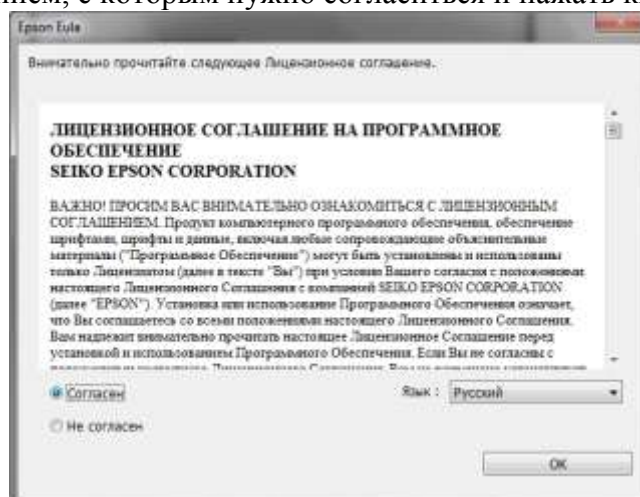 нием, с которым нужно согласиться и нажать к
Epson Eula
Внимательно прочитайте следующее Лицензионное соглашение.
ЛИЦЕНЗИОННОЕ СОГЛАШЕНИЕ НА ПРОГРАММНОЕ
ОБЕСПЕЧЕНИЕ
SEIKO EPSON CORPORATION
ВАЖНО! ПРОСИМ ВАС ВНИМАТЕЛЬНО ОЗНАКОМИТЬСЯ С ЛИЦЕНЗИОННЫМ
СОГЛАШЕНИЕМ. Продукт компьютерного программного обеспечения, обеспечение
шрифтами, шрифты и данные, включая любые сопровождающие объяснительные
материалы ("Программное Обеспечение") могут быть установлены и использованы
только Лицензиатом (далее в тексте "Вы") при условии Вашего согласия с положениями
настоящего Лицензионного Соглашения с компанией SEIKO EPSON CORPORATION
(далее "EPSON"). Установка или использование Программного Обеспечения означает,
что Вы соглашаетесь со всеми положениями настоящего Лицензионного Соглашения.
Вам надлежит внимательно прочитать настоящее Лицензионное Соглашение перед
установкой и использованием Программного Обеспечения. Если Вы не согласны с
Согласен
Язык : Русский
Не согласен
OK